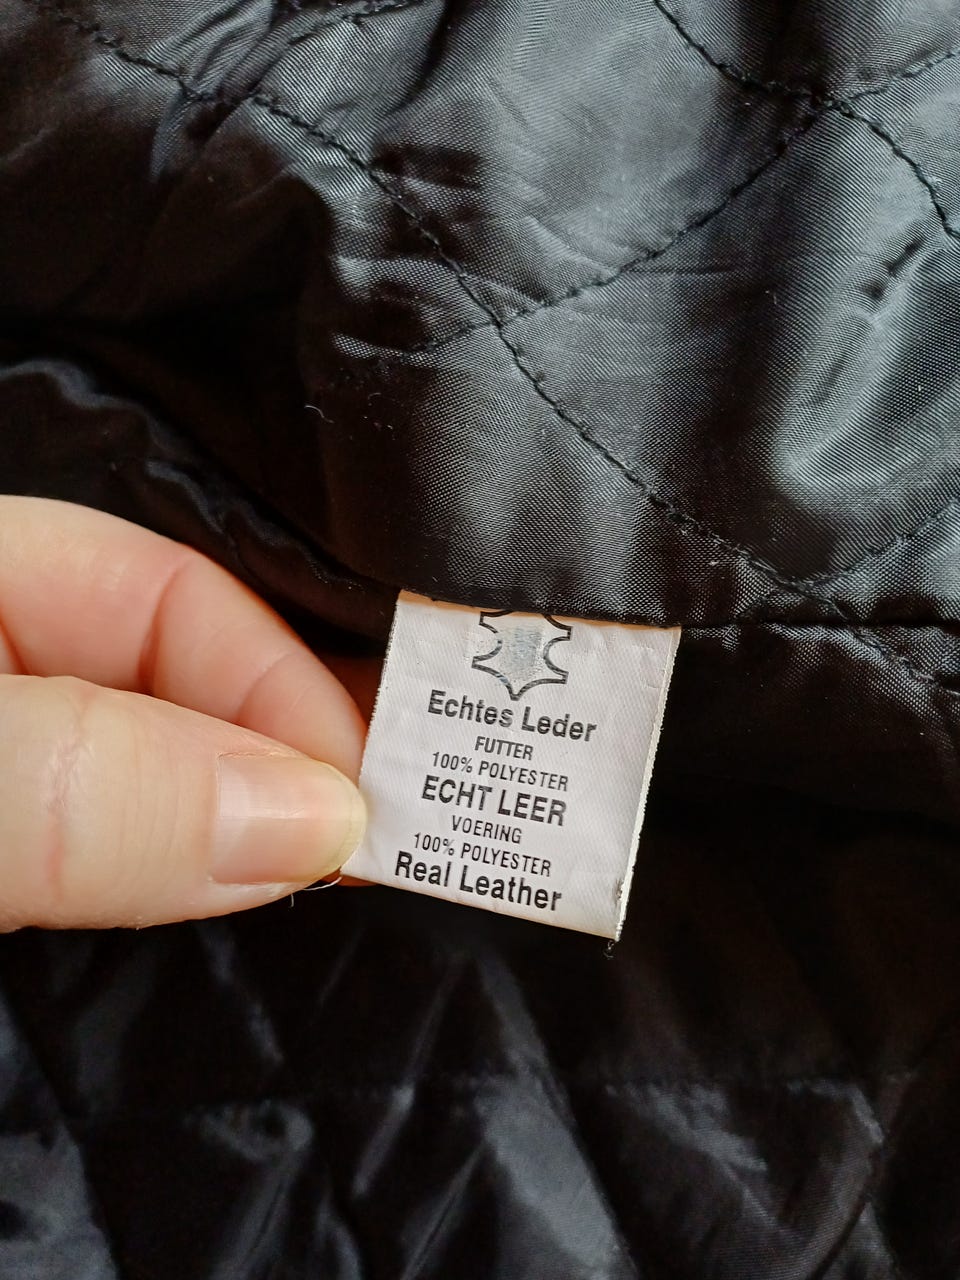 Echtes Leder
FUTTER
100% POLYESTER
ECHT LEER
VOERING
100% POLYESTER
Real Leather